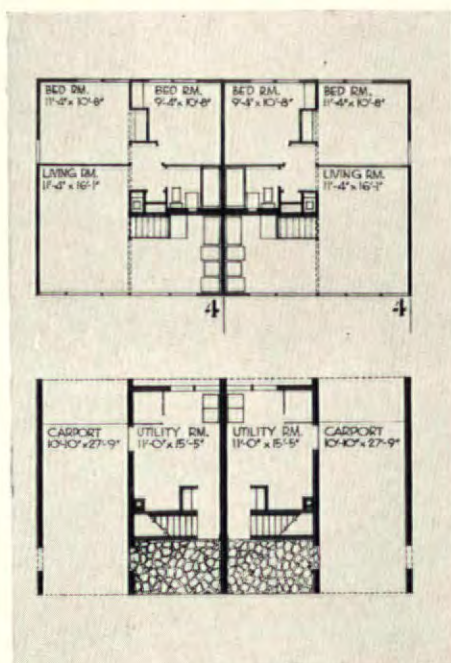 BED RM.
11'-4" x 10'-8"
BED RM.
9'-4" x 10'-8"
BED RM.
9'-4" x 10'-8"
BED RM.
11'-4" x 10'-8"
LIVING RM.
11'-4" x 16'-1"
LIVING RM.
11'-4" x 16'-1"
4
4
CARPORT
10'-10" x 27'-9"
UTILITY RM.
11'-0" x 15'-5"
UTILITY RM.
11'-0" x 15'-5"
CARPORT
10'-10" x 27'-9"